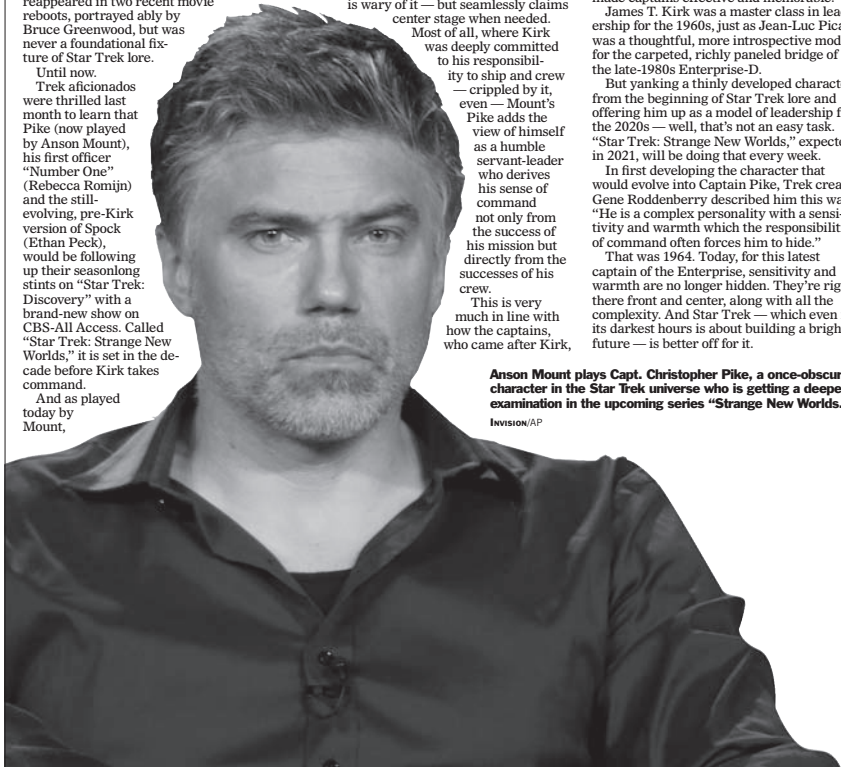 reappeared in two recent movie
reboots, portrayed ably by
Bruce Greenwood, but was
never a foundational fix-
ture of Star Trek lore.
Until now.
Trek aficionados
were thrilled last
month to learn that
Pike (now played
by Anson Mount),
his first officer
“Number One”
(Rebecca Romijn)
and the still-
evolving, pre-Kirk
version of Spock
(Ethan Peck),
would be following
up their seasonlong
stints on “Star Trek:
Discovery” with a
brand-new show on
CBS-All Access. Called
“Star Trek: Strange New
Worlds,” it is set in the de-
cade before Kirk takes
command.
And as played
today by
Mount,
is wary of it — but seamlessly claims
center stage when needed.
Most of all, where Kirk
was deeply committed
to his responsibil-
ity to ship and crew
— crippled by it,
even — Mount’s
Pike adds the
view of himself
as a humble
servant-leader
who derives
his sense of
command
not only from
the success of
his mission but
directly from the
successes of his
crew.
This is very
much in line with
how the captains,
who came after Kirk,
made captains effective and memorable.
James T. Kirk was a master class in lea
ership for the 1960s, just as Jean-Luc Pica
was a thoughtful, more introspective mod
for the carpeted, richly paneled bridge of
the late-1980s Enterprise-D.
But yanking a thinly developed charact
from the beginning of Star Trek lore and
offering him up as a model of leadership f
the 2020s — well, that’s not an easy task.
“Star Trek: Strange New Worlds,” expecte
in 2021, will be doing that every week.
In first developing the character that
would evolve into Captain Pike, Trek crea
Gene Roddenberry described him this wa
“He is a complex personality with a sensi-
tivity and warmth which the responsibilit
of command often forces him to hide.”
That was 1964. Today, for this latest
captain of the Enterprise, sensitivity and
warmth are no longer hidden. They’re rig
there front and center, along with all the
complexity. And Star Trek — which even
its darkest hours is about building a brigh
future — is better off for it.
Anson Mount plays Capt. Christopher Pike, a once-obscur
character in the Star Trek universe who is getting a deepe
examination in the upcoming series “Strange New Worlds.
Invision/AP